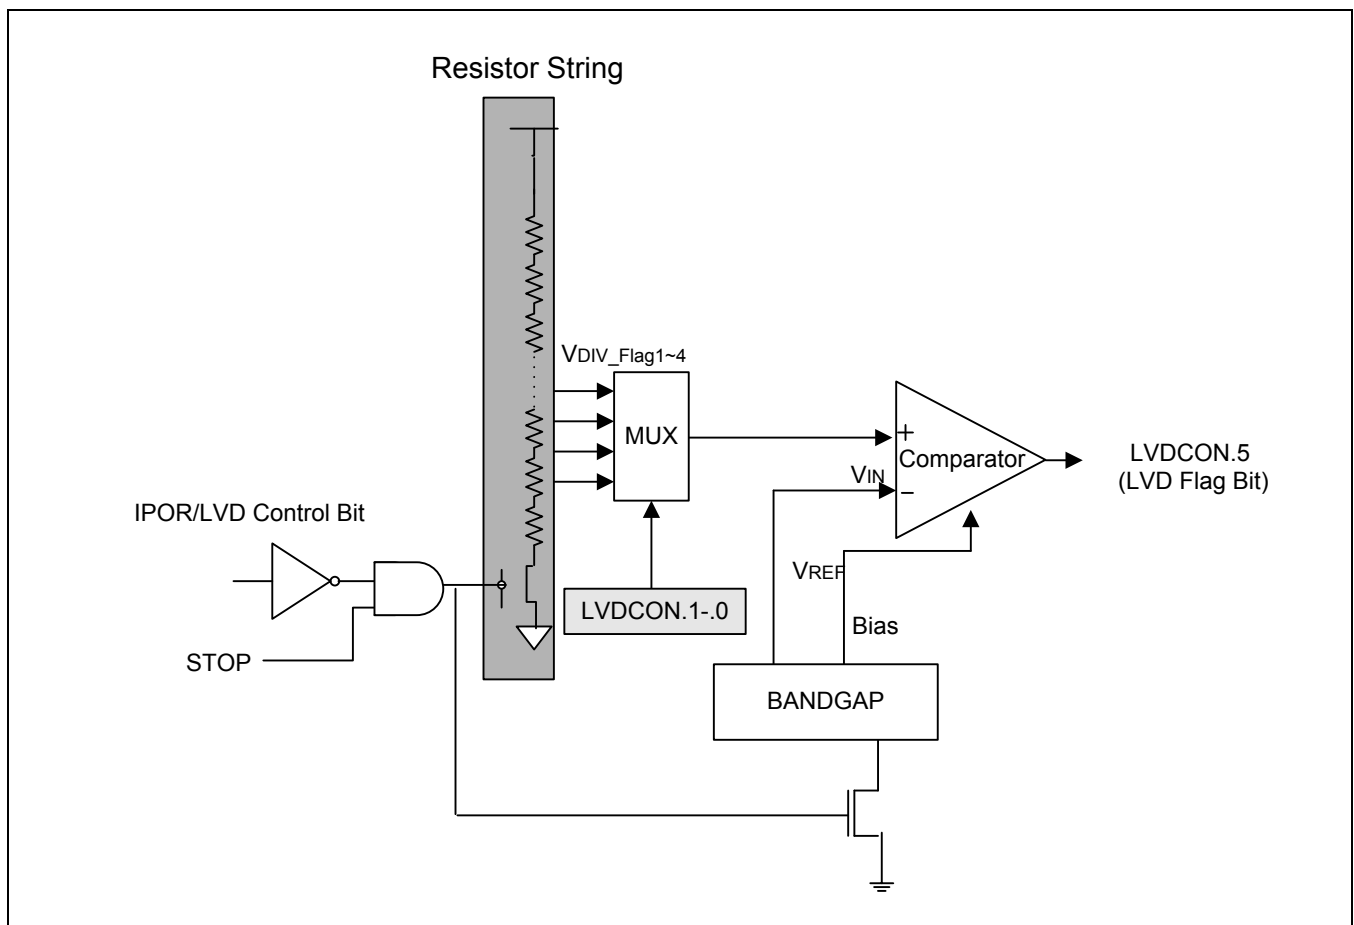 Resistor String
VDIV_Flag1~4
MUX
+
Comparator
VIN
−
LVDCON.5
(LVD Flag Bit)
IPOR/LVD Control Bit
VREF
LVDCON.1-.0
Bias
STOP
BANDGAP